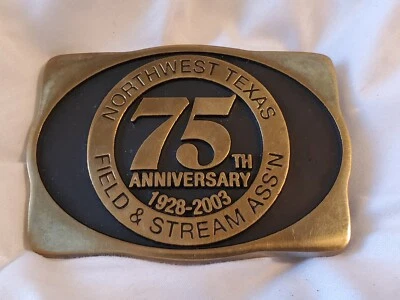 NORTHWEST TEXAS
75TH
ANNIVERSARY
1928-2003
FIELD & STREAM ASS'N